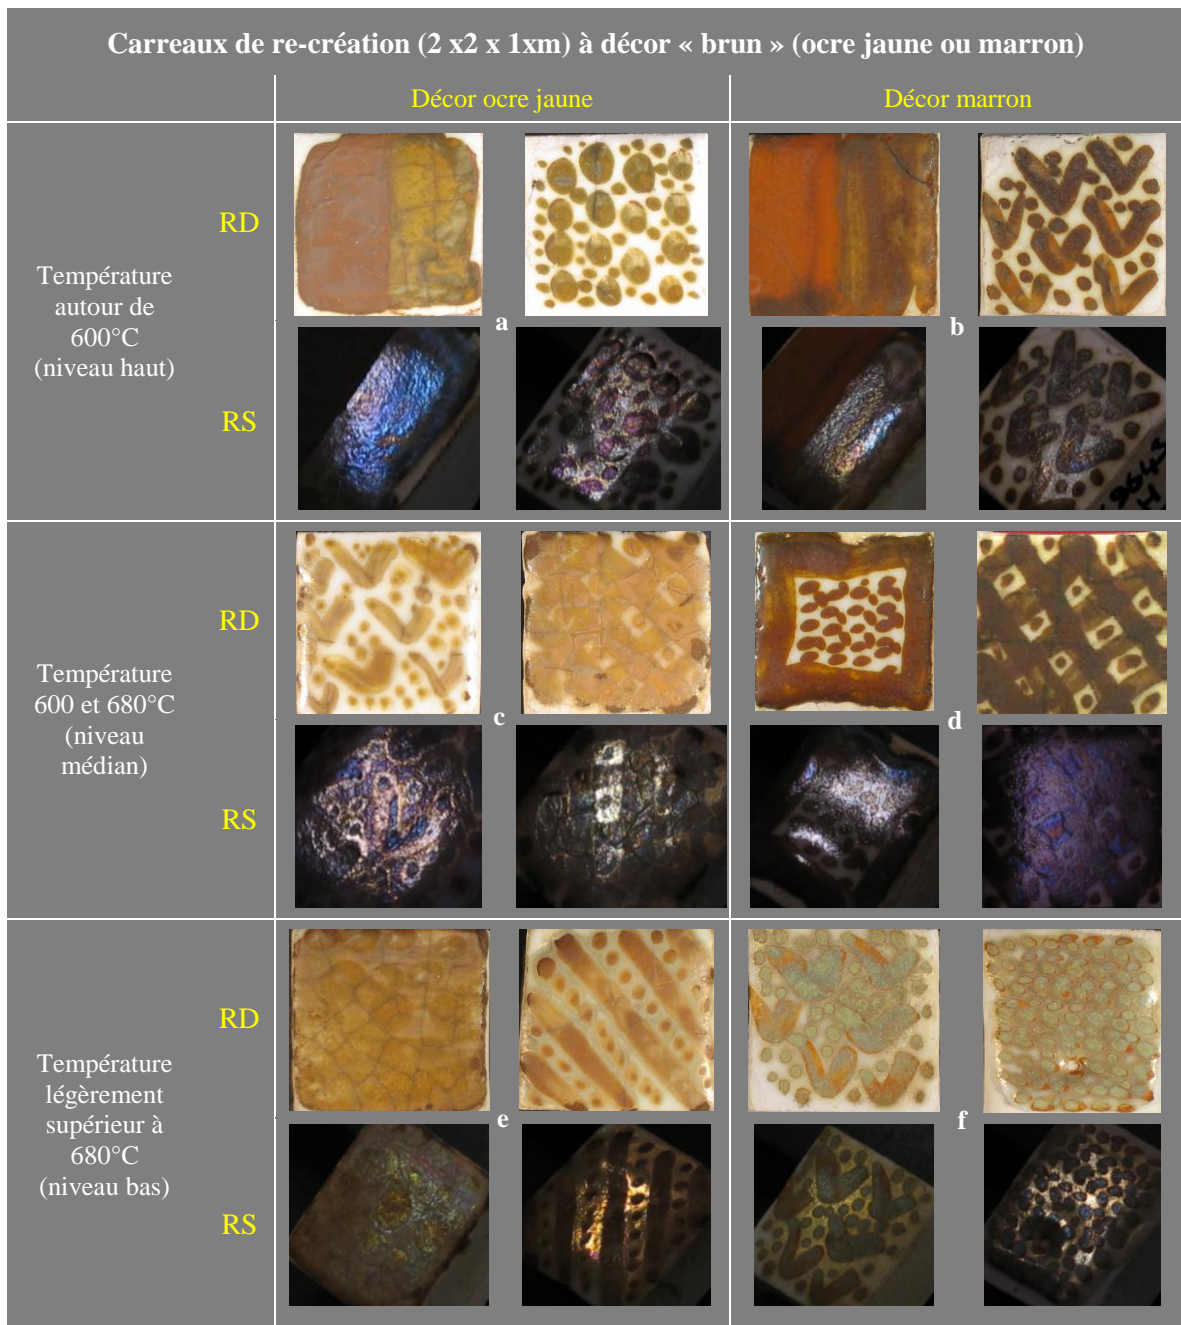 Carreaux de re-création (2 x2 x 1xm) à décor « brun » (ocre jaune ou marron)
Décor ocre jaune
Décor marron
Température
autour de
600°C
(niveau haut)
RD
RS
a
b
Température
600 et 680°C
(niveau
médian)
RD
RS
c
d
Température
légèrement
supérieur à
680°C
(niveau bas)
RD
RS
e
f